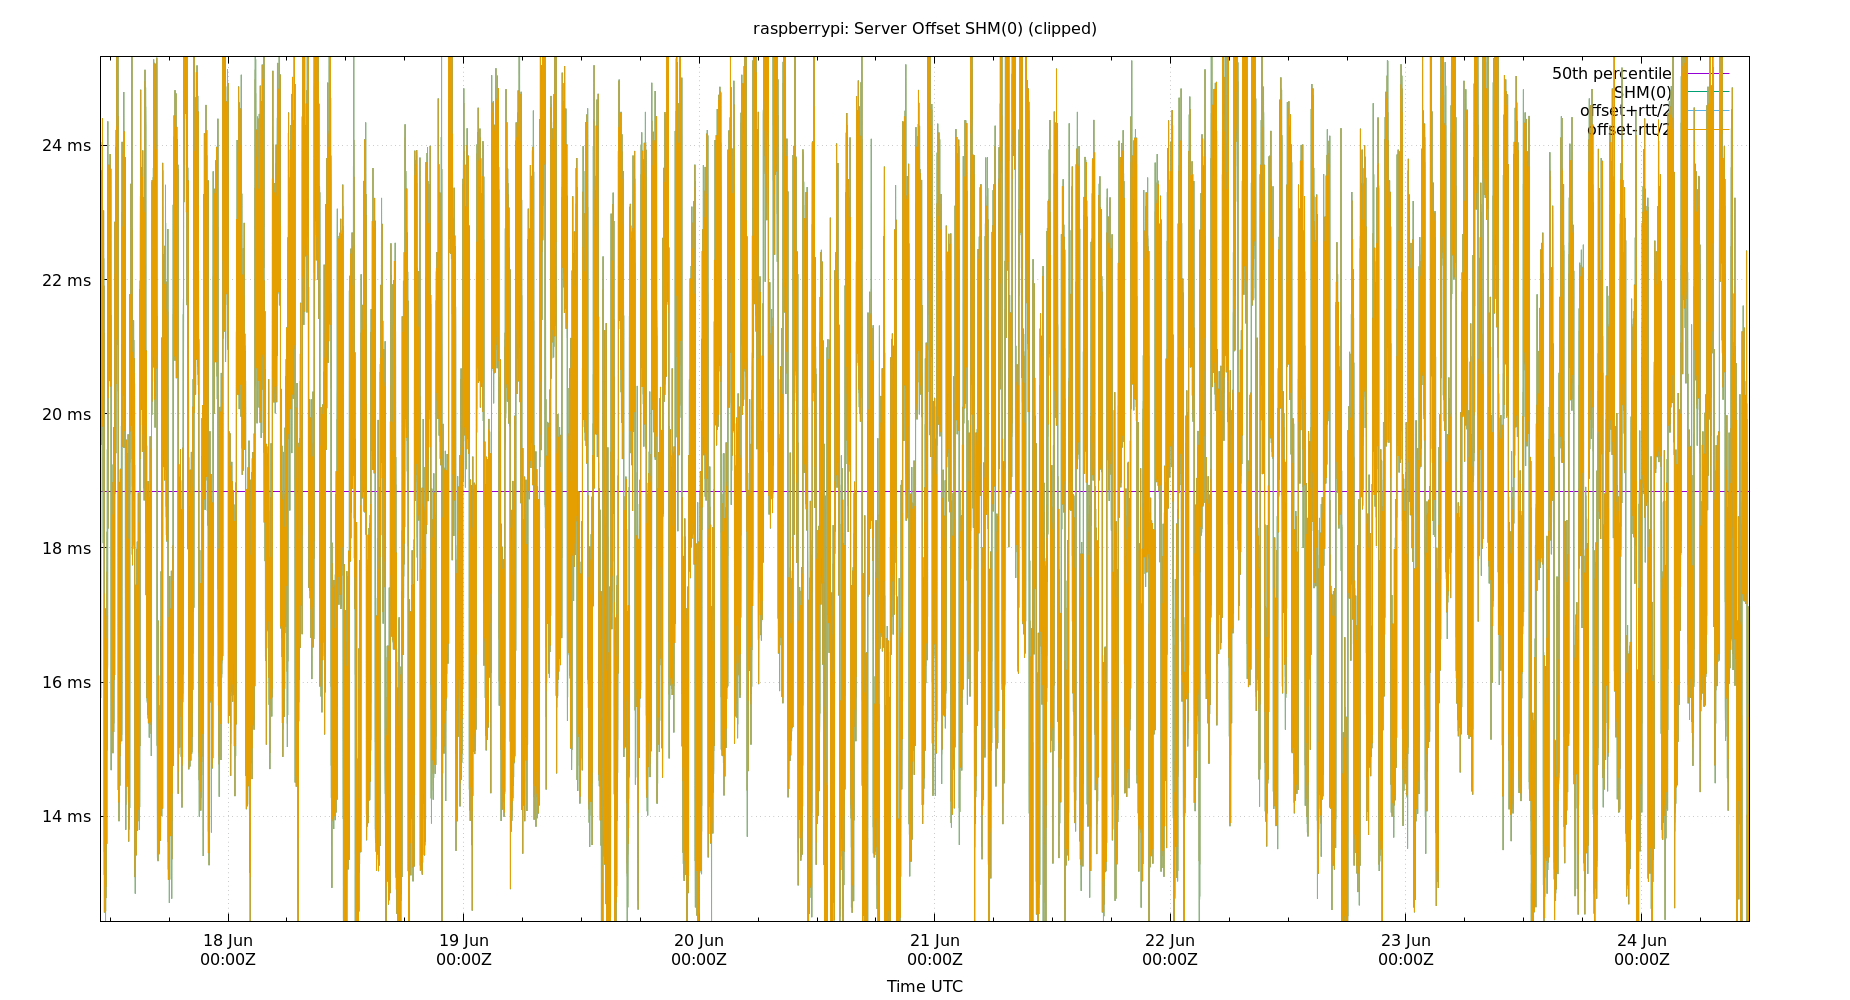 raspberrypi: Server Offset SHM(0) (clipped)
50th percentile
SHM(0)
offset+rtt/2
offset-rtt/2
24 ms
22 ms
20 ms
18 ms
16 ms
14 ms
18 Jun 19 Jun 20 Jun 21 Jun 22 Jun 23 Jun 24 Jun
00:00Z 00:00Z 00:00Z 00:00Z 00:00Z 00:00Z 00:00Z
Time UTC